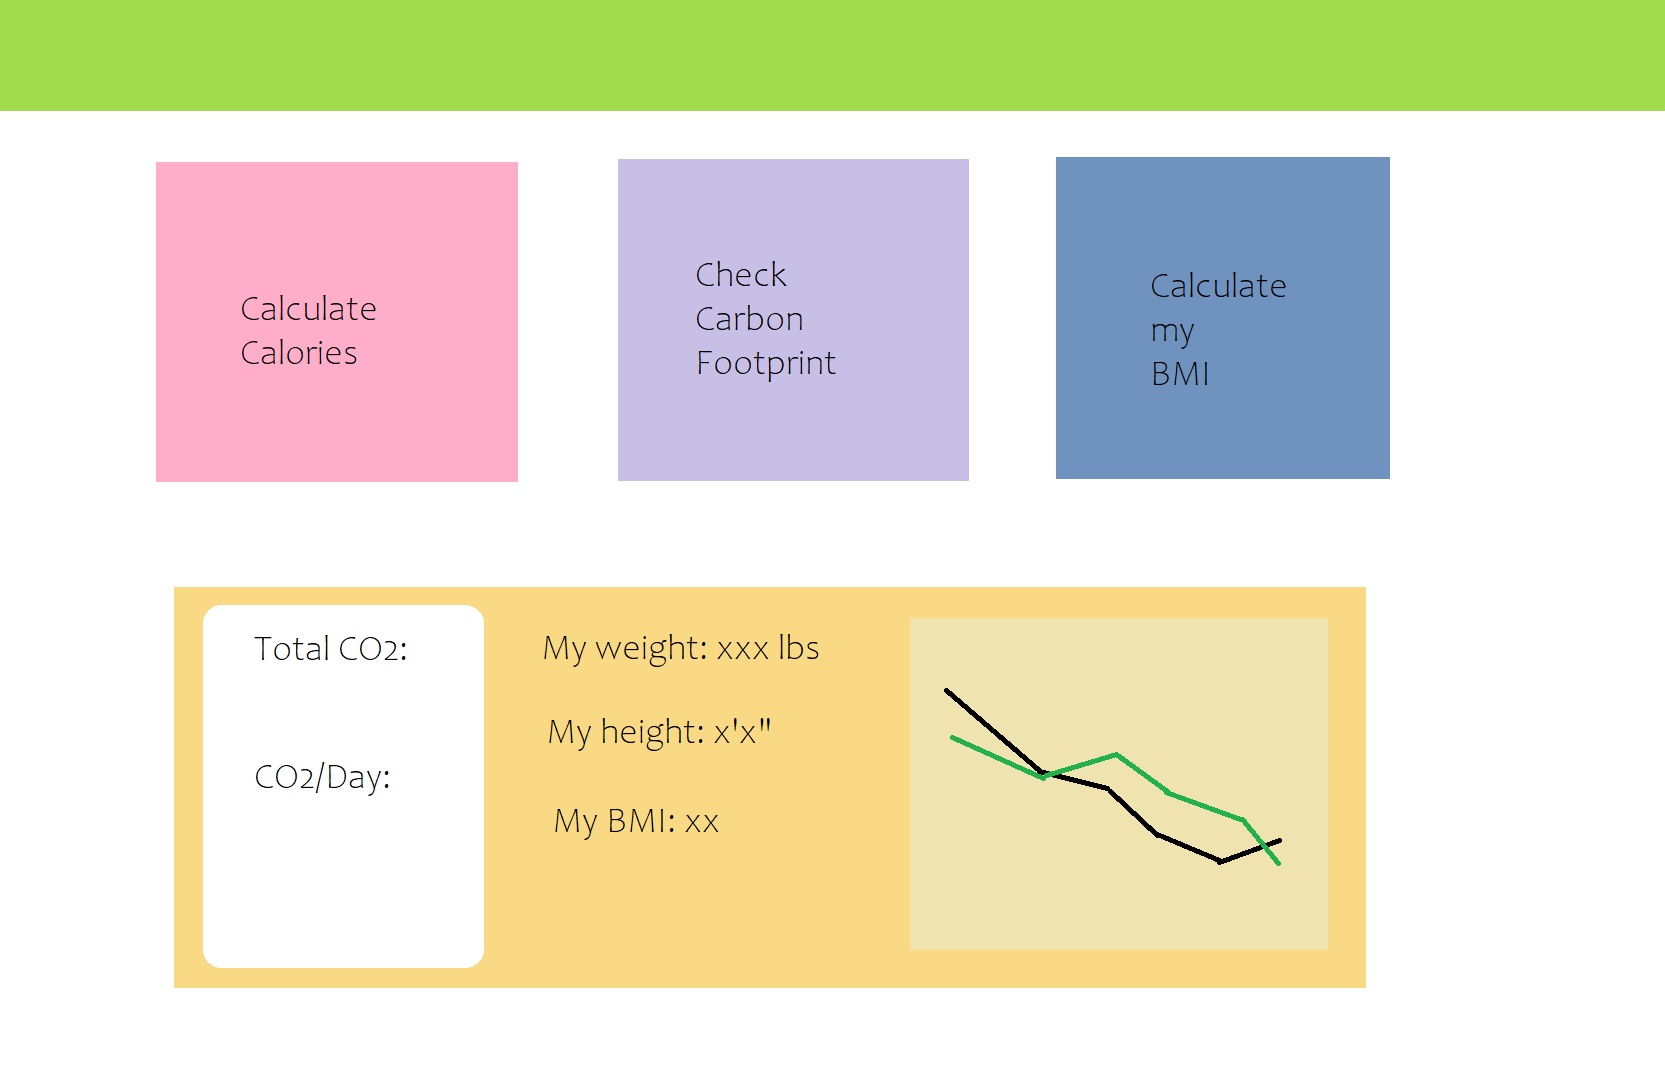 Calculate
Calories
Check
Carbon
Footprint
Calculate
my
BMI
Total CO2:
CO2/Day:
My weight: xxx lbs
My height: x'x"
My BMI: xx